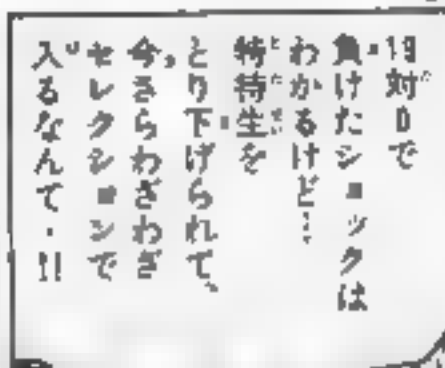 19対0で
負けたショックは
わかるけど…
特待生を
とり下げられて、
今さらわざわざ
セレクションで
入るなんて・!!